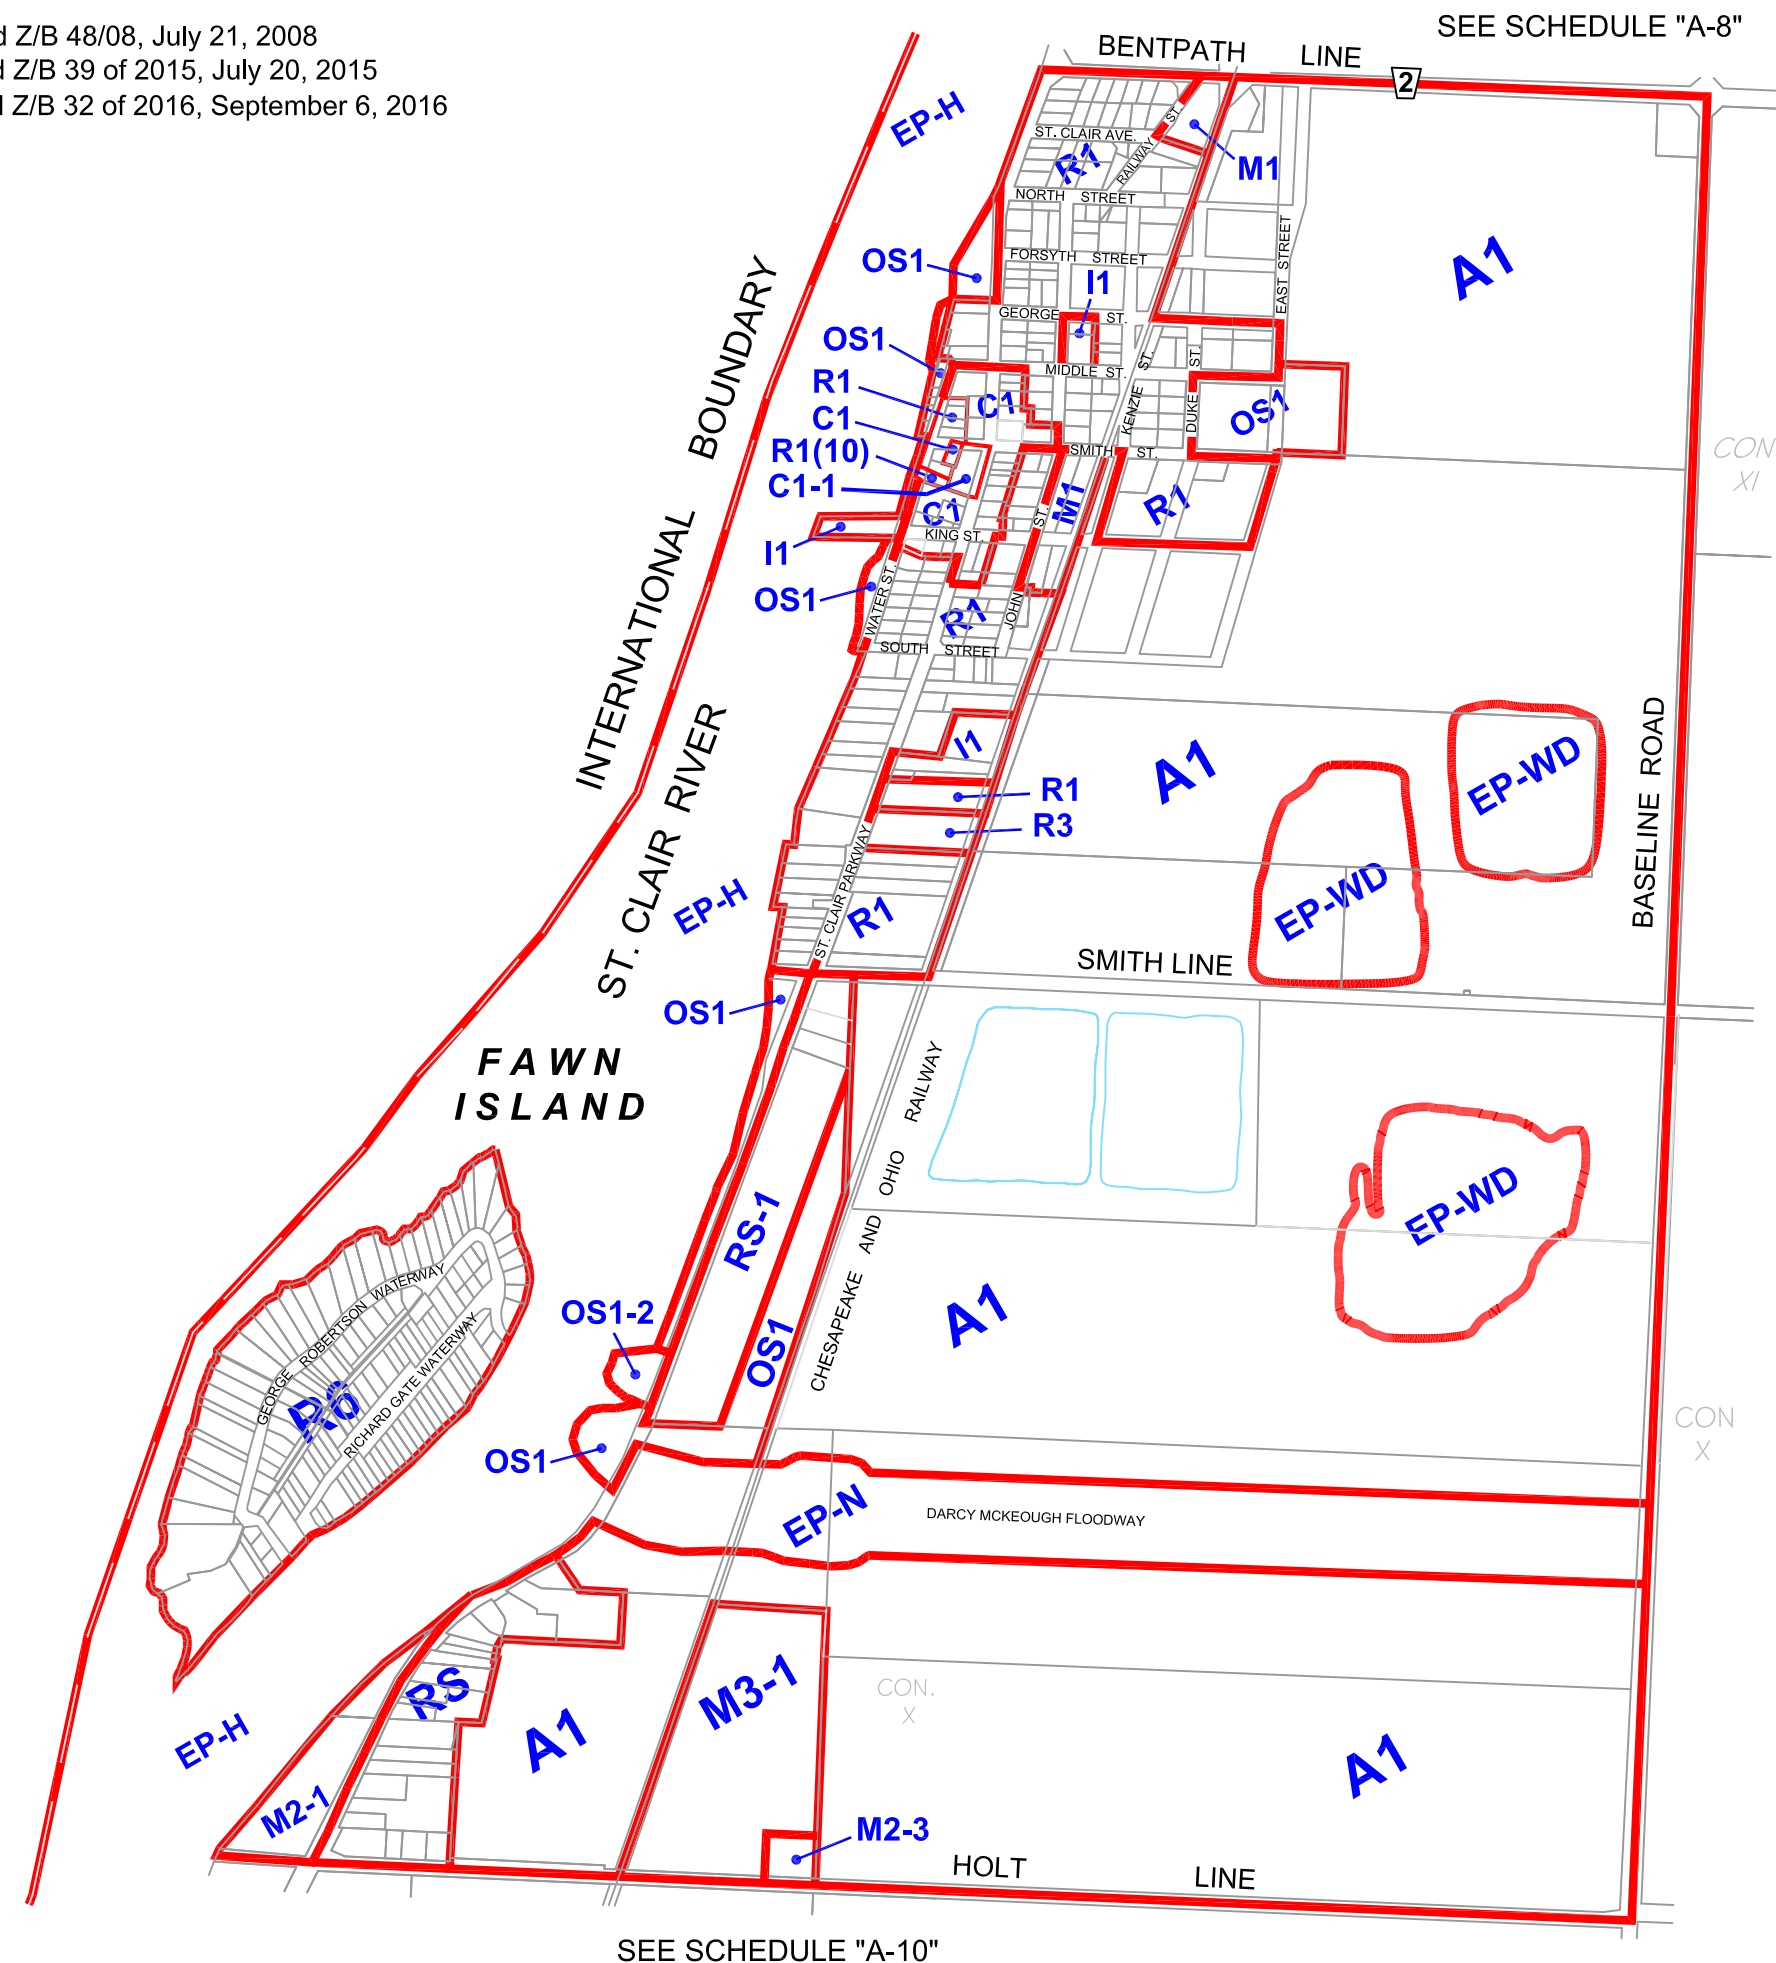 d Z/B 48/08, July 21, 2008
d Z/B 39 of 2015, July 20, 2015
d Z/B 32 of 2016, September 6, 2016
SEE SCHEDULE "A-8"
BENTPATH LINE
2
EP-H
ST. CLAIR AVE.
RAILWAY ST.
M1
R1
NORTH STREET
FORSYTH STREET
EAST STREET
A1
OS1
I1
GEORGE ST.
OS1
MIDDLE ST.
R1
C1
C1
R1(10)
C1-1
KENZIE ST.
DUKE ST.
OS1
SMITH ST.
CON
XI
C1
M1
R1
KING ST.
I1
OS1
WATER ST.
R1
JOHN ST.
SOUTH STREET
INTERNATIONAL BOUNDARY
ST. CLAIR RIVER
I1
A1
EP-WD
BASELINE ROAD
R1
R3
EP-WD
ST. CLAIR PARKWAY
EP-H
R1
SMITH LINE
OS1
FAWN
ISLAND
CHESAPEAKE AND OHIO RAILWAY
EP-WD
RS-1
A1
OS1-2
OS1
GEORGE ROBERTSON WATERWAY
RICHARD GATE WATERWAY
R6
OS1
CON
X
EP-N
DARCY MCKEOUGH FLOODWAY
RS
M3-1
CON.
X
EP-H
A1
A1
M2-1
M2-3
HOLT LINE
SEE SCHEDULE "A-10"